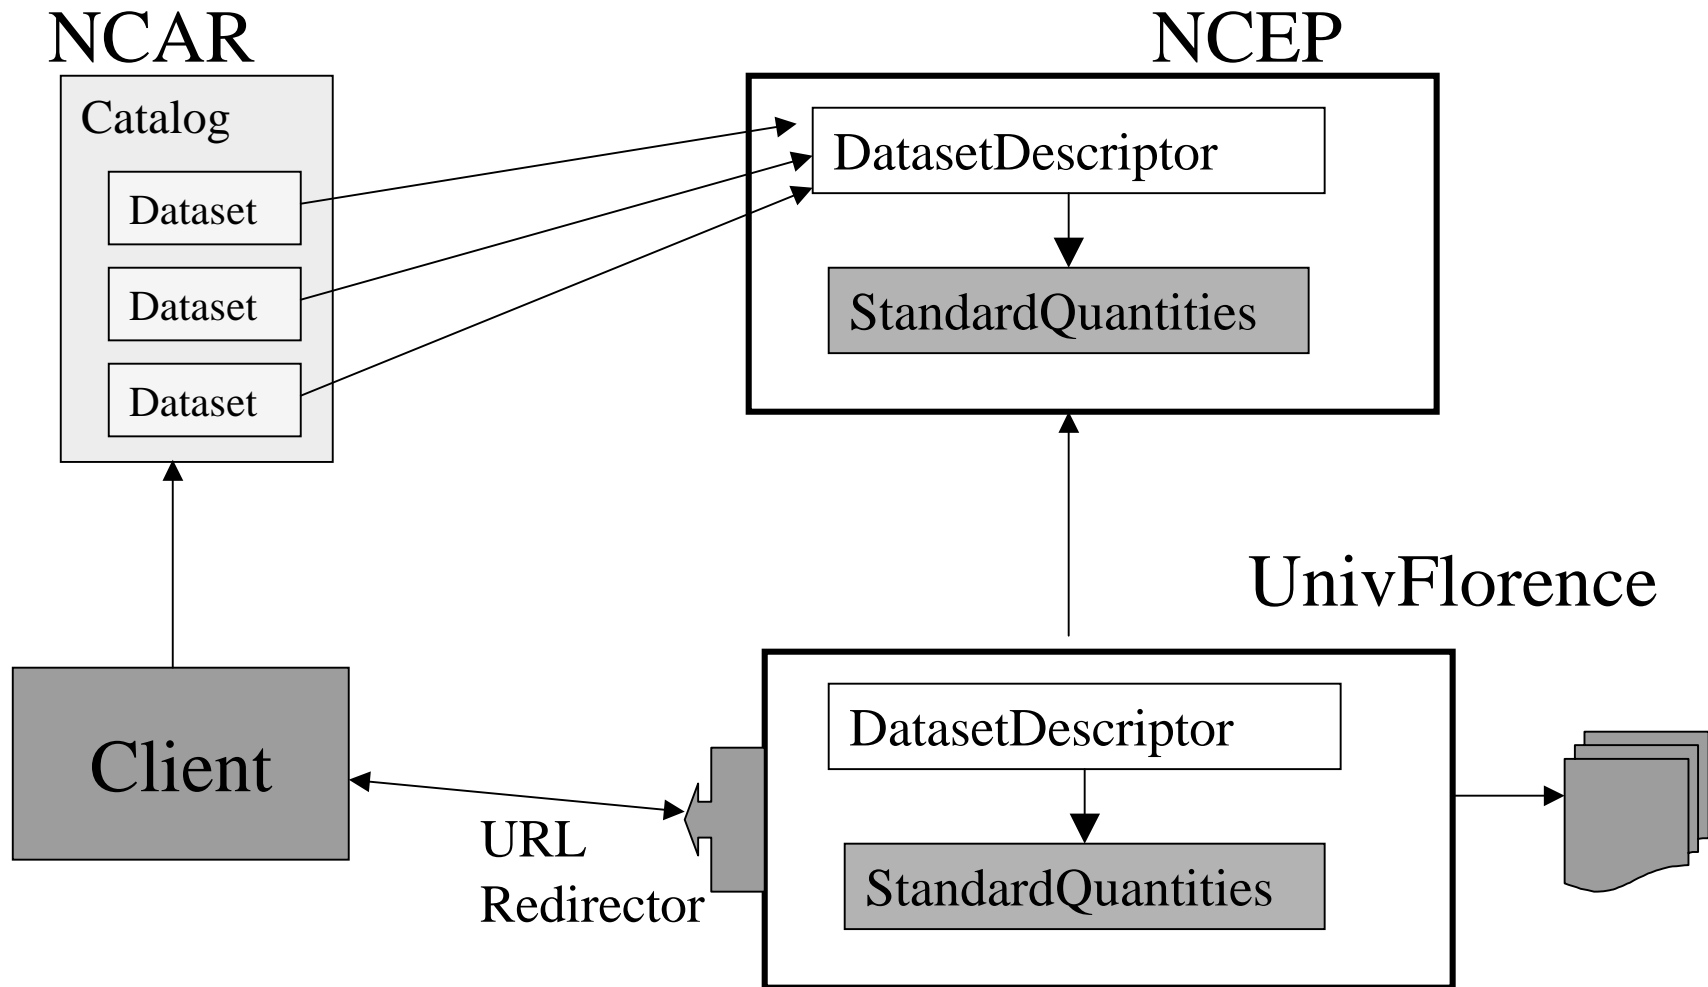 NCAR
NCEP
Catalog
Dataset
Dataset
Dataset
DatasetDescriptor
StandardQuantities
UnivFlorence
Client
URL
Redirector
DatasetDescriptor
StandardQuantities